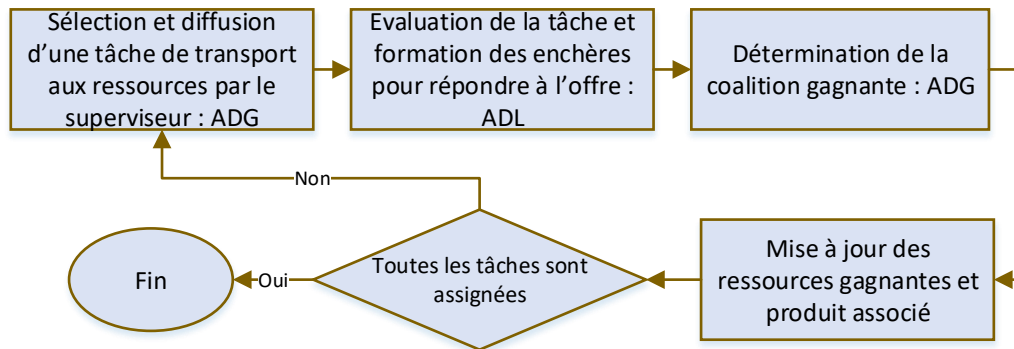 Sélection et diffusion
d’une tâche de transport
aux ressources par le
superviseur : ADG
Evaluation de la tâche et
formation des enchères
pour répondre à l’offre :
ADL
Détermination de la
coalition gagnante : ADG
Non
Fin
Oui
Toutes les tâches sont
assignées
Mise à jour des
ressources gagnantes et
produit associé